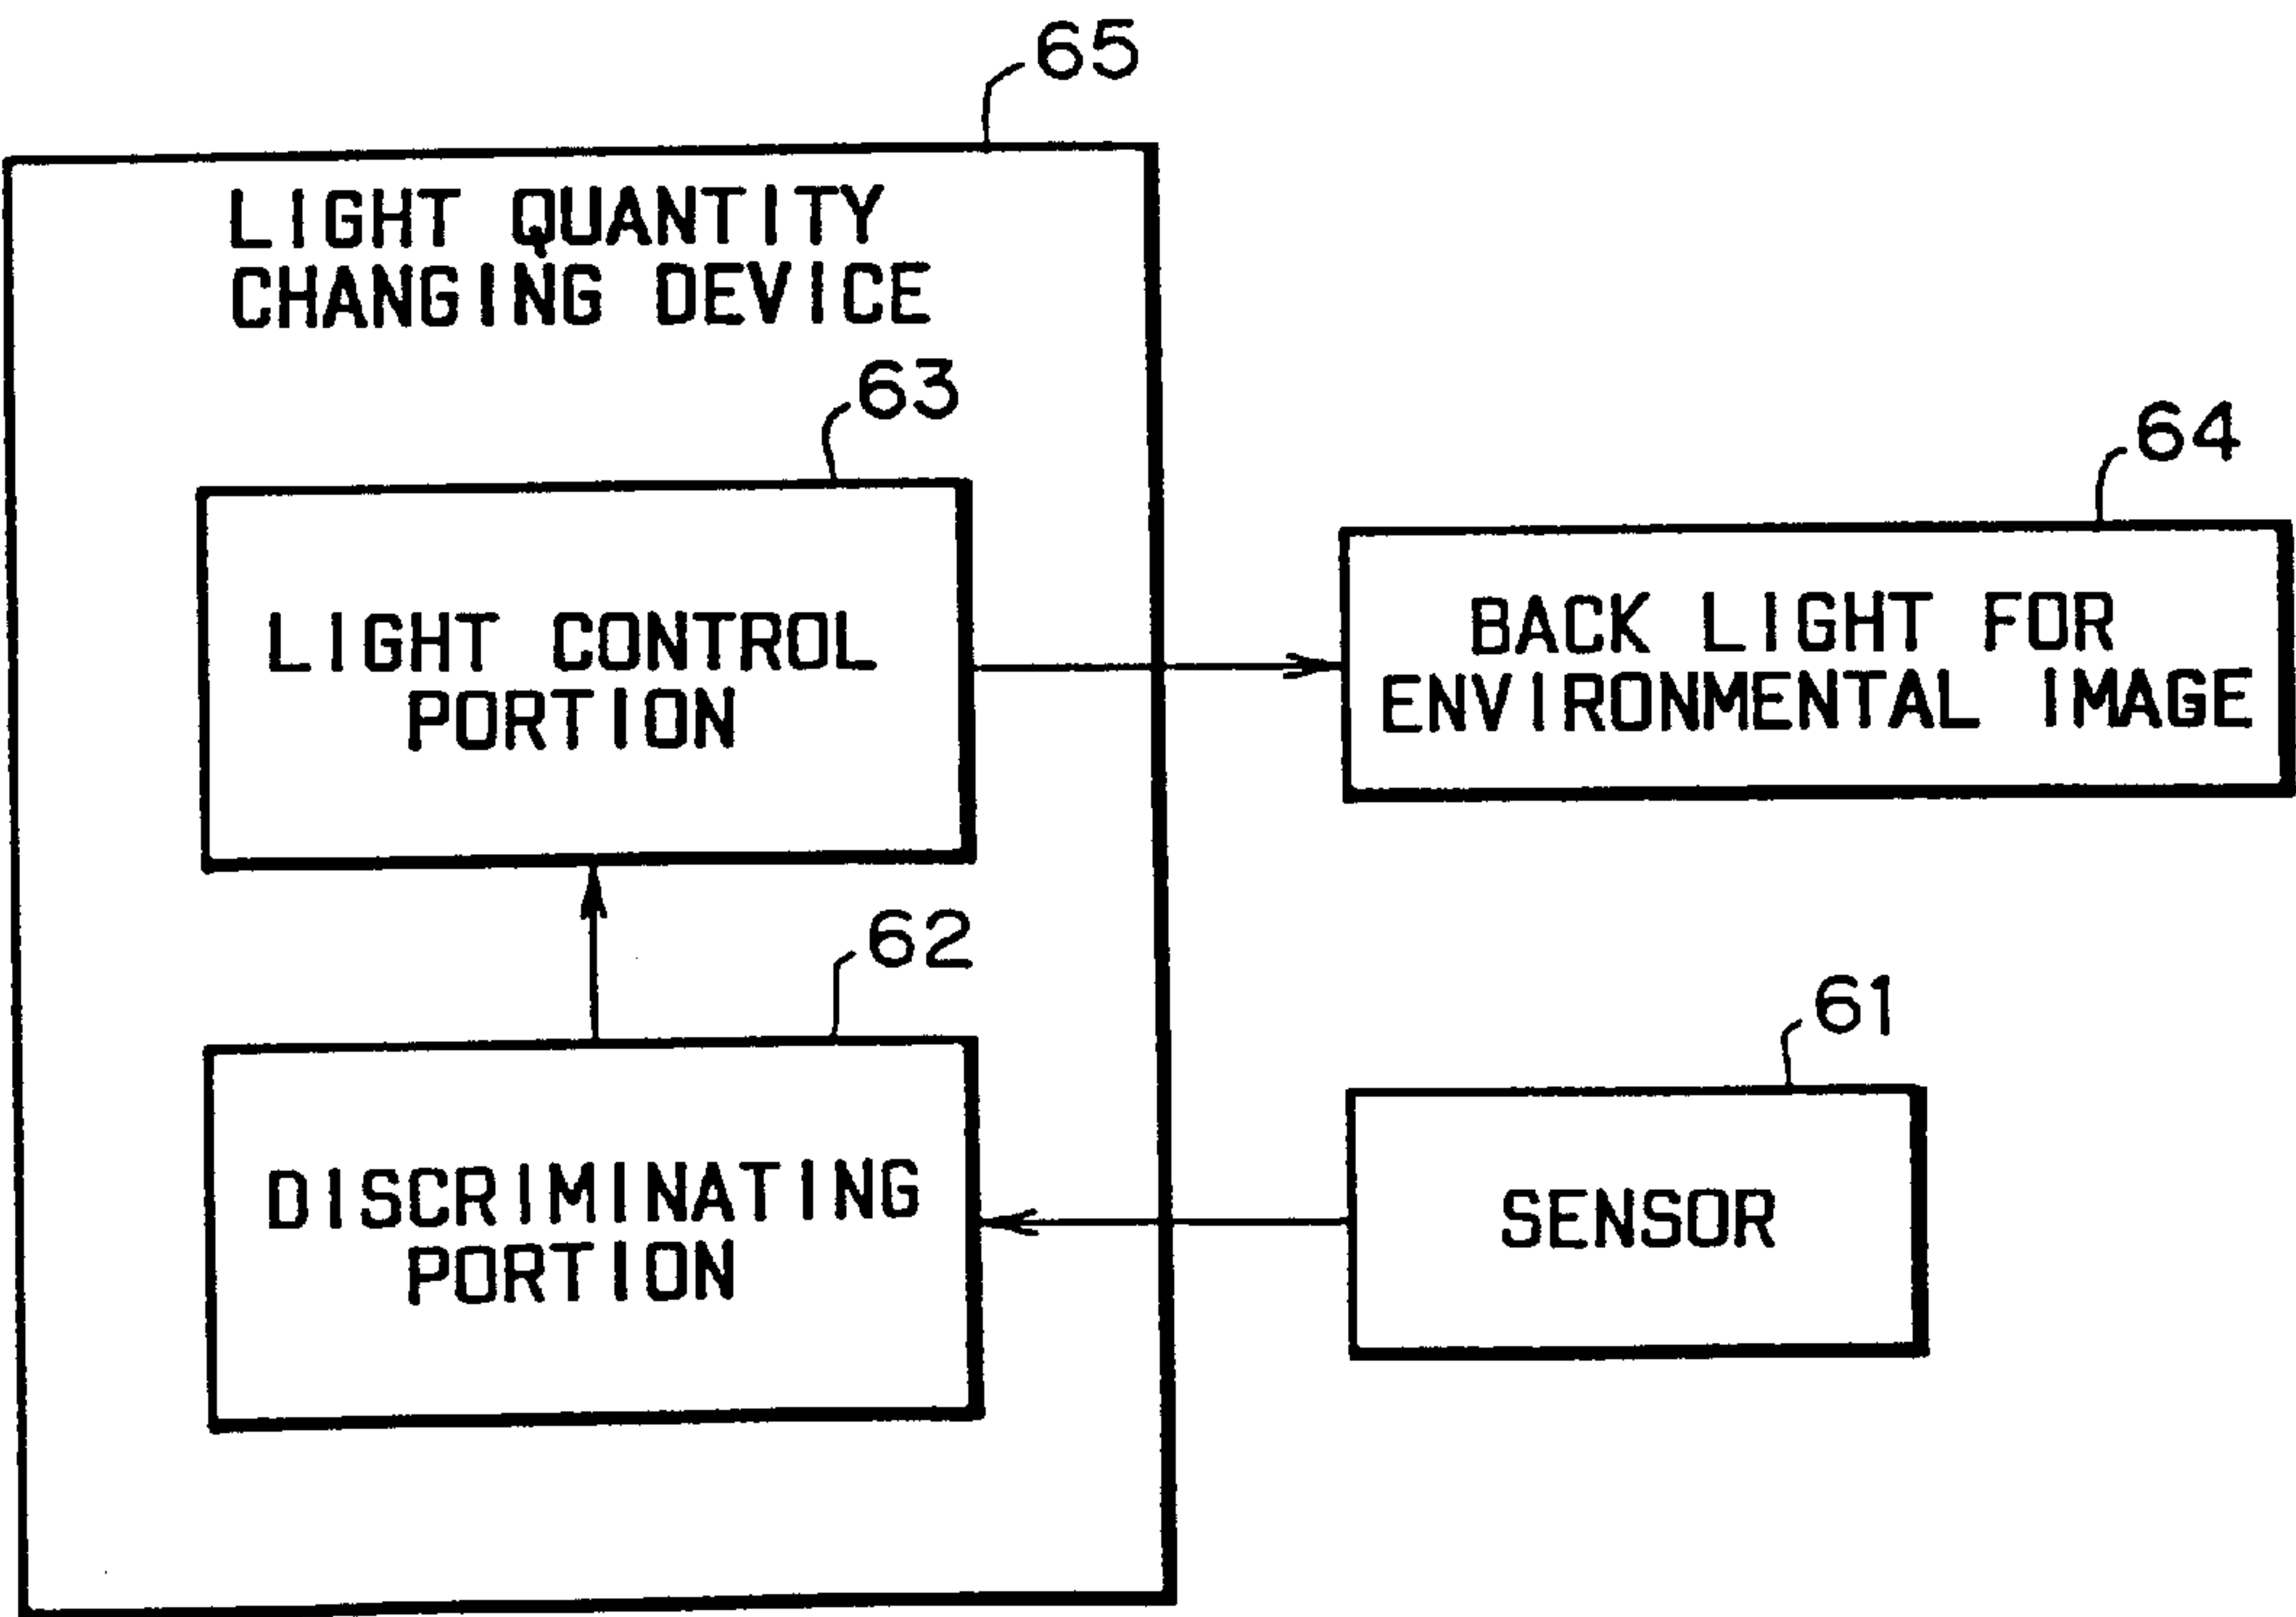 65
LIGHT QUANTITY
CHANGING DEVICE
63
LIGHT CONTROL
PORTION
64
BACK LIGHT FOR
ENVIRONMENTAL IMAGE
62
DISCRIMINATING
PORTION
61
SENSOR